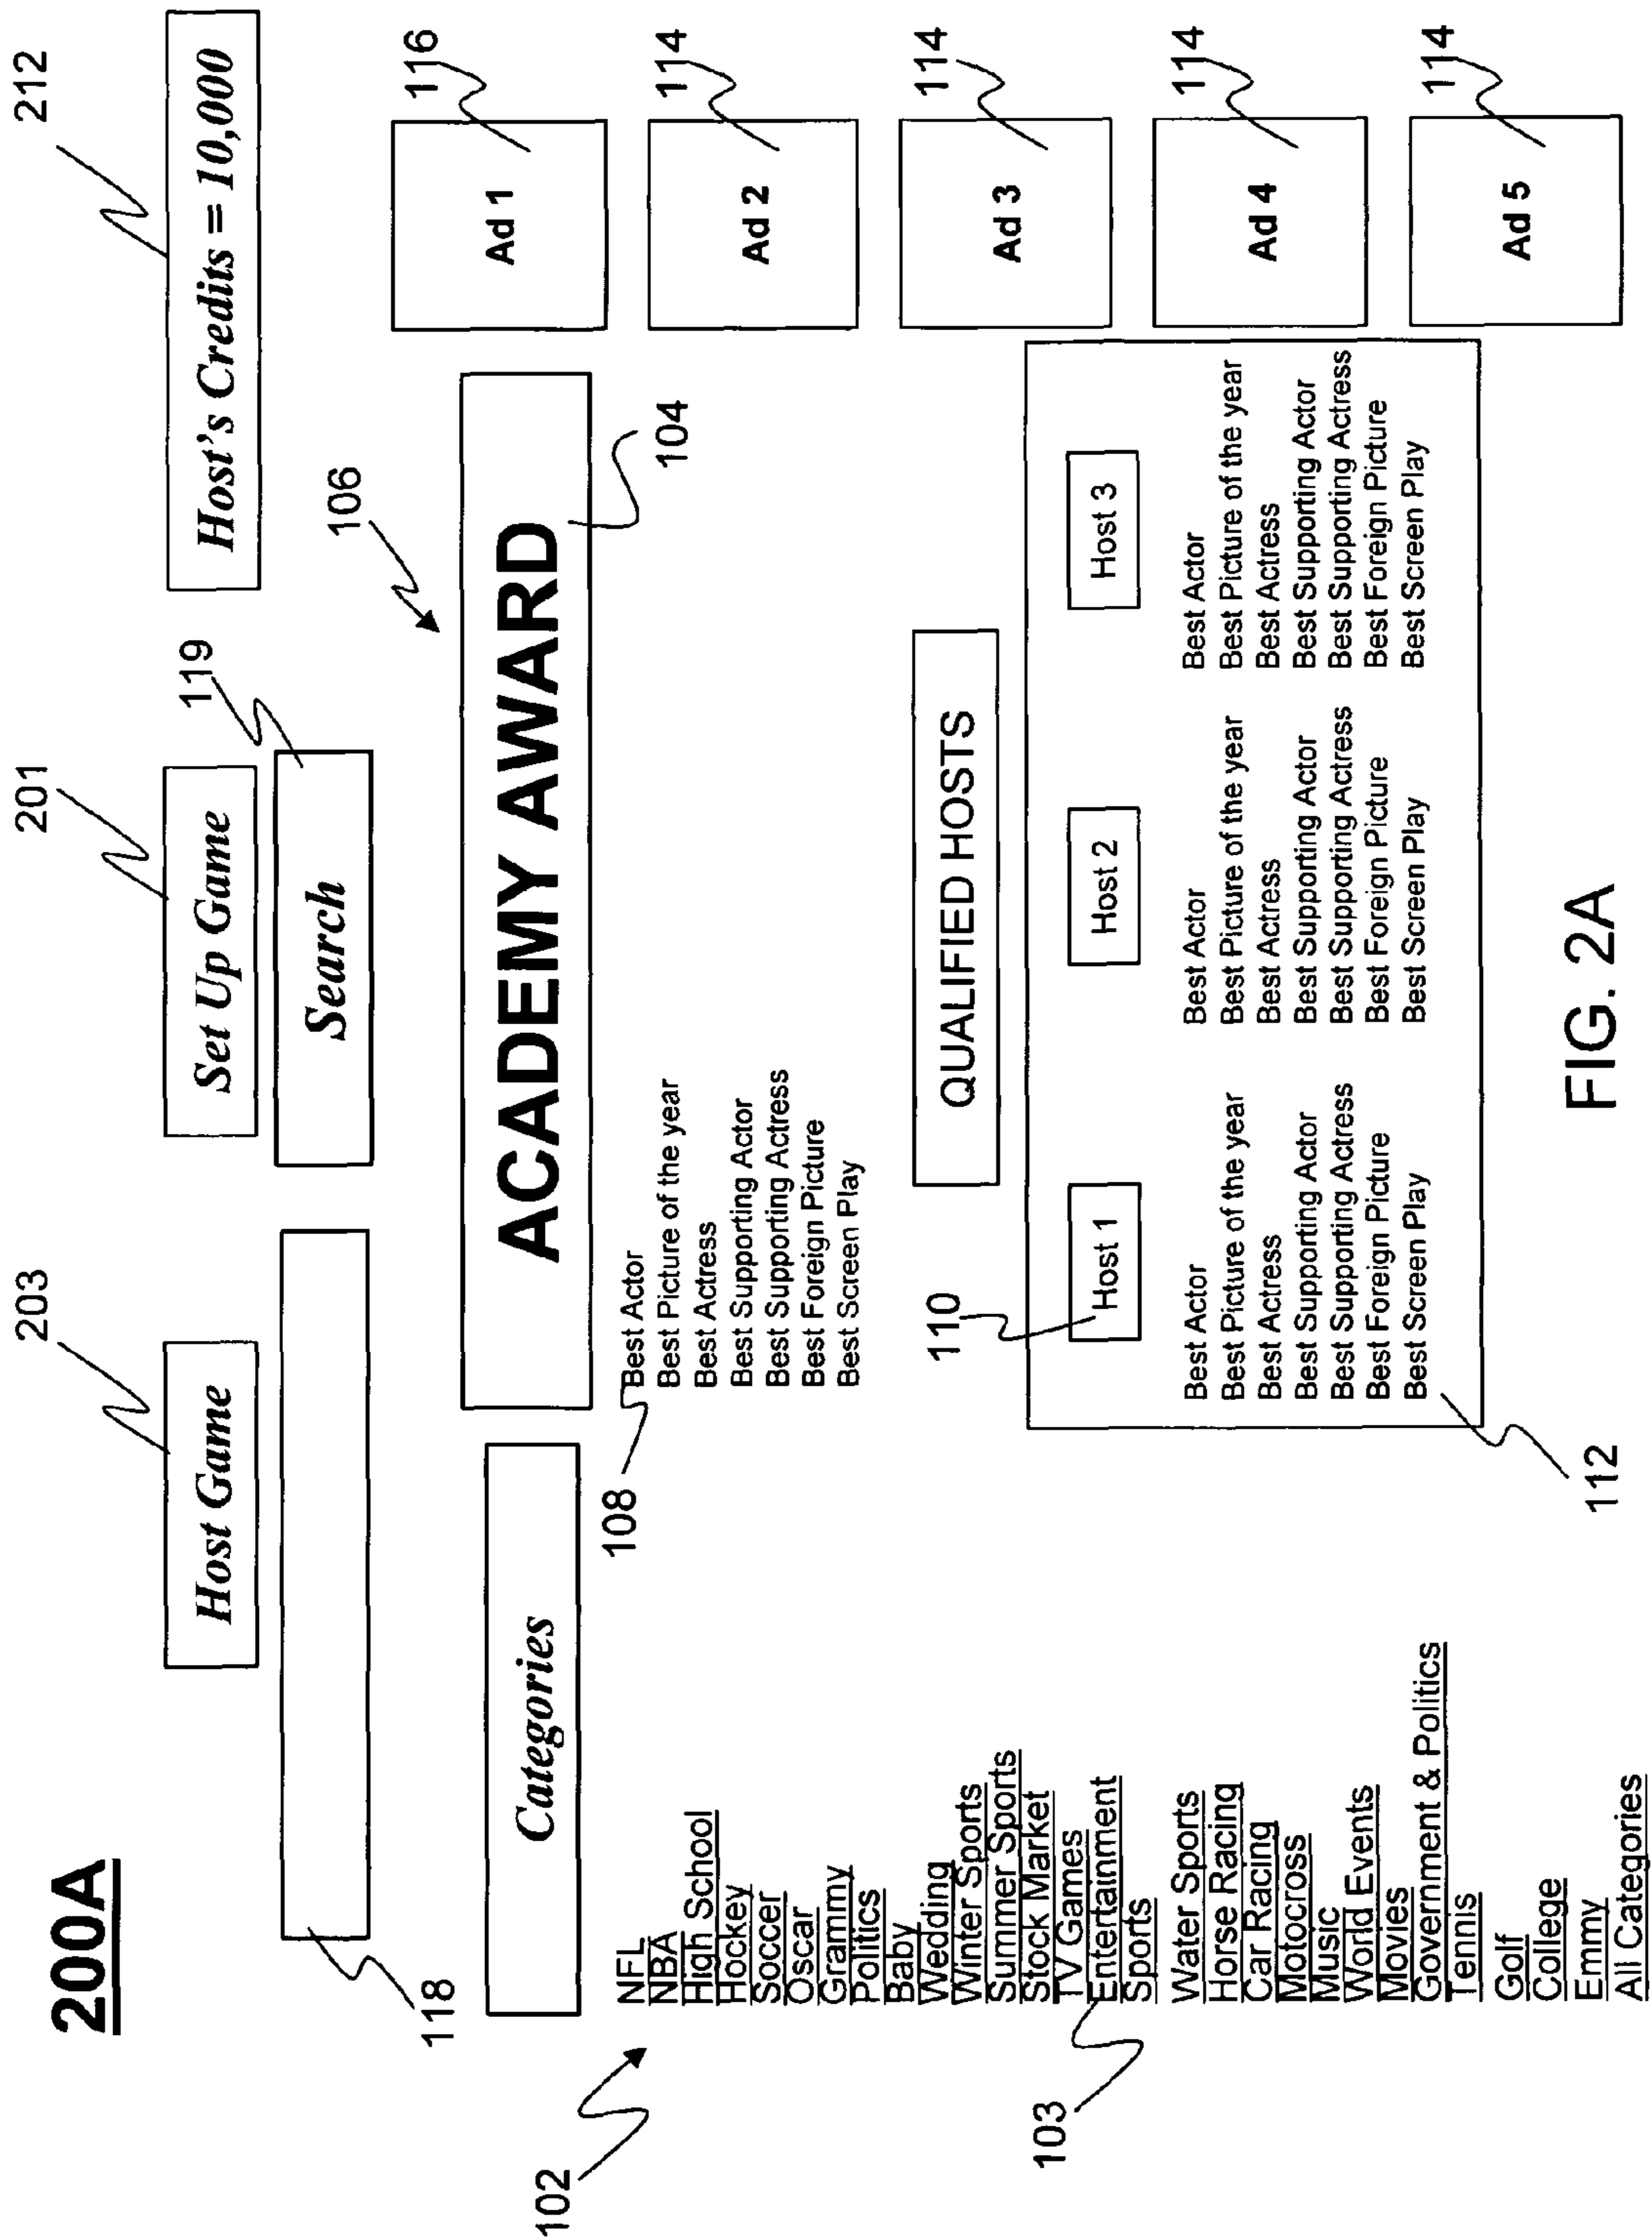 200A
203
201
212
Host Game
Set Up Game
Host's Credits = 10,000
118
Search
119
106
Categories
ACADEMY AWARD
104
102
103
NFL
NBA
High School
Hockey
Soccer
Oscar
Grammy
Politics
Baby
Wedding
Winter Sports
Summer Sports
Stock Market
TV Games
Entertainment
Sports
Water Sports
Horse Racing
Car Racing
Motocross
Music
World Events
Movies
Government & Politics
Tennis
Golf
College
Emmy
All Categories
108
Best Actor
Best Picture of the year
Best Actress
Best Supporting Actor
Best Supporting Actress
Best Foreign Picture
Best Screen Play
QUALIFIED HOSTS
110
Host 1
Best Actor
Best Picture of the year
Best Actress
Best Supporting Actor
Best Supporting Actress
Best Foreign Picture
Best Screen Play
Host 2
Best Actor
Best Picture of the year
Best Actress
Best Supporting Actor
Best Supporting Actress
Best Foreign Picture
Best Screen Play
Host 3
Best Actor
Best Picture of the year
Best Actress
Best Supporting Actor
Best Supporting Actress
Best Foreign Picture
Best Screen Play
112
Ad 1
116
Ad 2
114
Ad 3
114
Ad 4
114
Ad 5
114
FIG. 2A